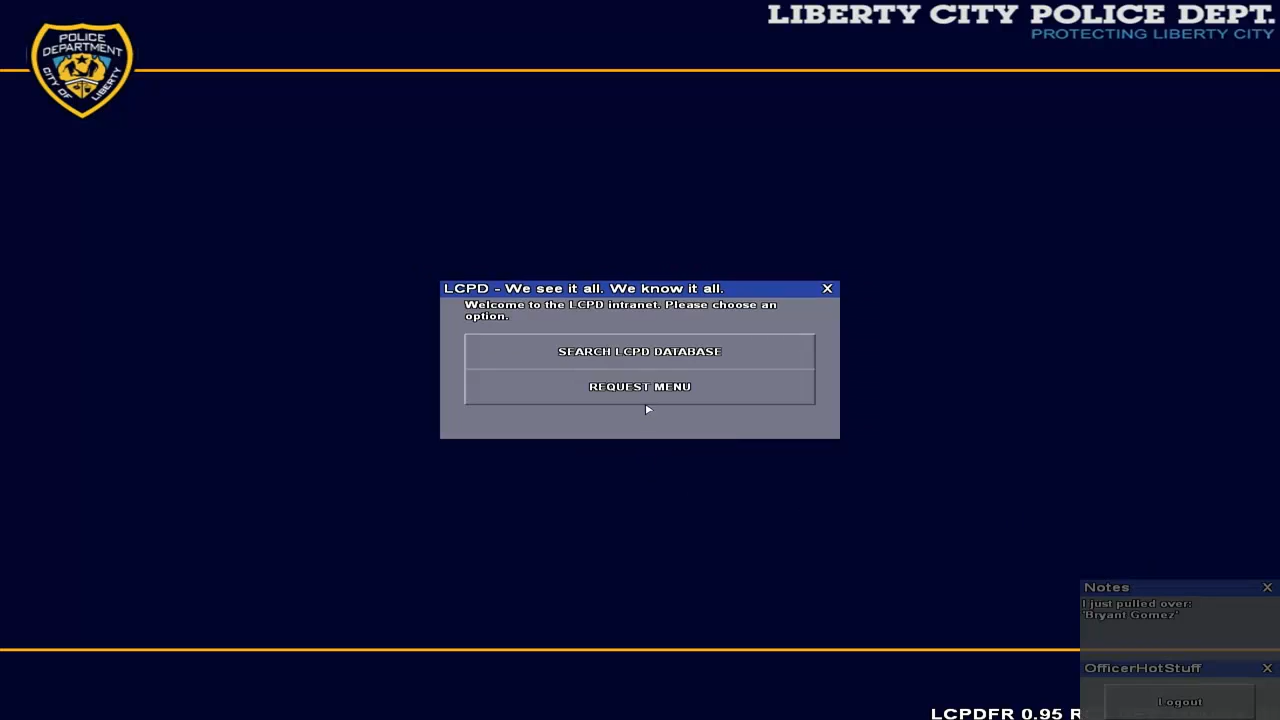 LIBERTY CITY POLICE DEPT.
PROTECTING LIBERTY CITY
POLICE
DEPARTMENT
CITY OF LIBERTY
LCPD - We see it all. We know it all. X
Welcome to the LCPD intranet. Please choose an
option.
SEARCH LCPD DATABASE
REQUEST MENU
Notes X
I just pulled over:
'Bryant Gomez'
OfficerHotStuff X
Logout
LCPDFR 0.95 R